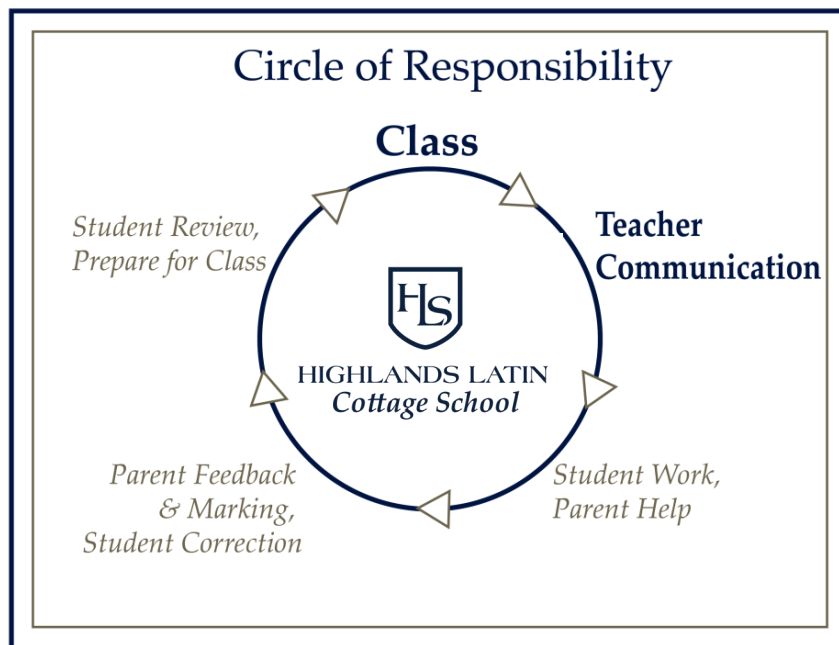 Circle of Responsibility
Class
Teacher
Communication
Student Work,
Parent Help
Parent Feedback
& Marking,
Student Correction
Student Review,
Prepare for Class
HLS
HIGHLANDS LATIN
Cottage School